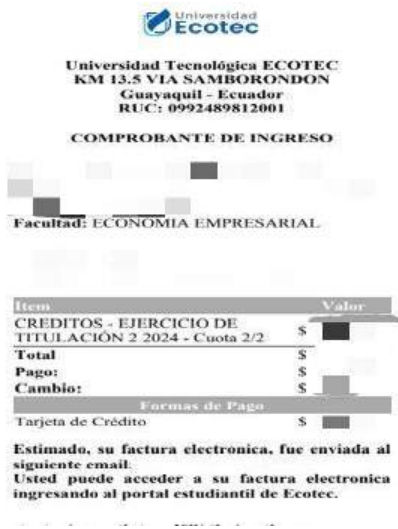 Universidad
Ecotec
Universidad Tecnológica ECOTEC
KM 13.5 VIA SAMBORONDON
Guayaquil - Ecuador
RUC: 0992489812001
COMPROBANTE DE INGRESO
Facultad: ECONOMIA EMPRESARIAL
Item Valor
CREDITOS - EJERCICIO DE $
TITULACIÓN 2 2024 - Cuota 2/2
Total $
Pago: $
Cambio: $
Formas de Pago
Tarjeta de Crédito $
Estimado, su factura electronica, fue enviada al
siguiente email:
Usted puede acceder a su factura electronica
ingresando al portal estudiantil de Ecotec.